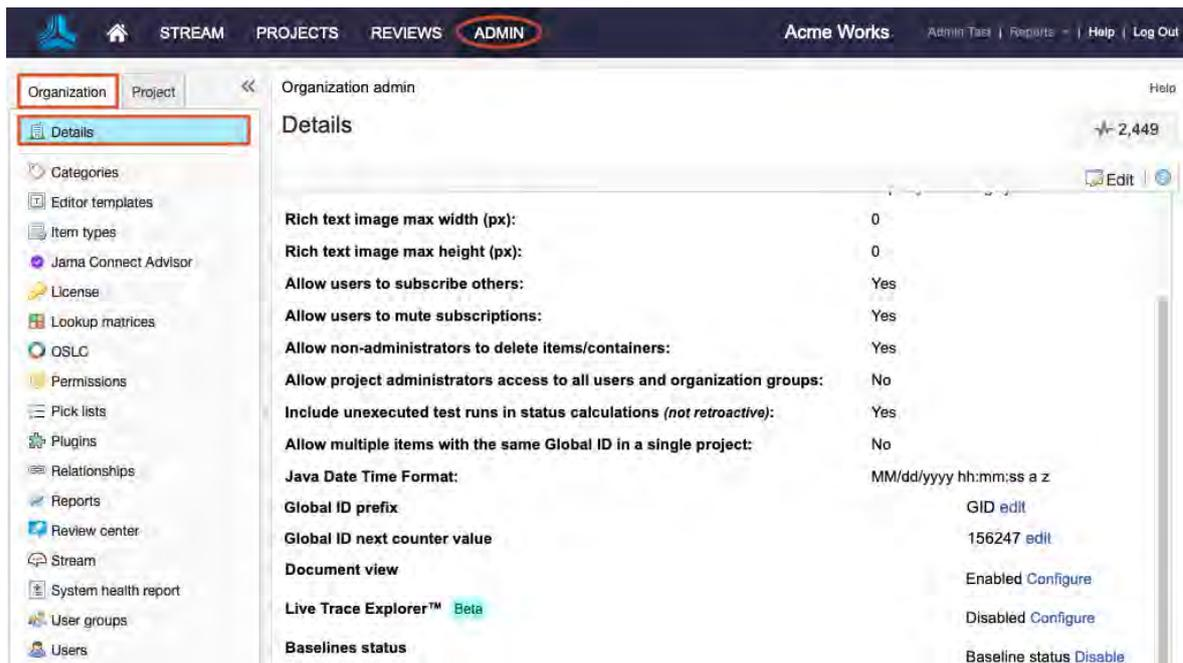 STREAM PROJECTS REVIEWS ADMIN Acme Works Admin Test | Reports | Help | Log Out
Organization Project « Organization admin Help
Details Details 2,449
Categories Edit
Editor templates
Rich text image max width (px): 0
Item types
Rich text image max height (px): 0
Jama Connect Advisor
Allow users to subscribe others: Yes
License
Allow users to mute subscriptions: Yes
Lookup matrices
Allow non-administrators to delete items/containers: Yes
OSLC
Permissions
Allow project administrators access to all users and organization groups: No
Pick lists
Include unexecuted test runs in status calculations (not retroactive): Yes
Plugins
Allow multiple items with the same Global ID in a single project: No
Relationships
Java Date Time Format: MM/dd/yyyy hh:mm:ss a z
Reports
Global ID prefix GID edit
Review center
Global ID next counter value 156247 edit
Stream
Document view Enabled Configure
System health report
Live Trace Explorer™ Beta Disabled Configure
User groups
Users
Baselines status Baseline status Disable